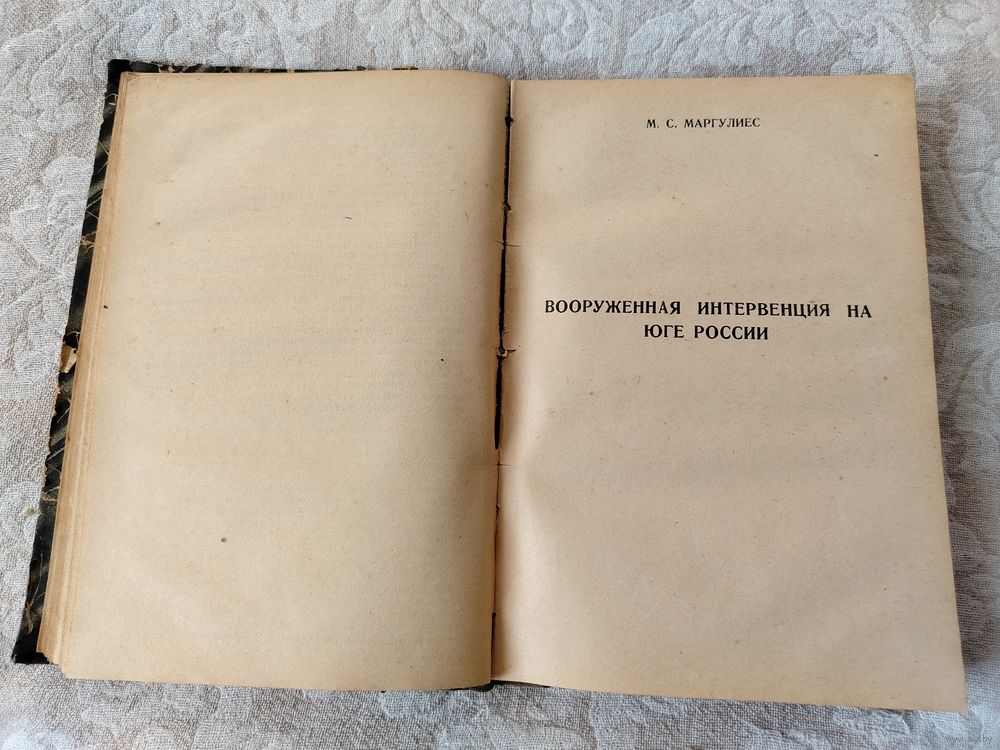 М. С. МАРГУЛИЕС
ВООРУЖЕННАЯ ИНТЕРВЕНЦИЯ НА
ЮГЕ РОССИИ